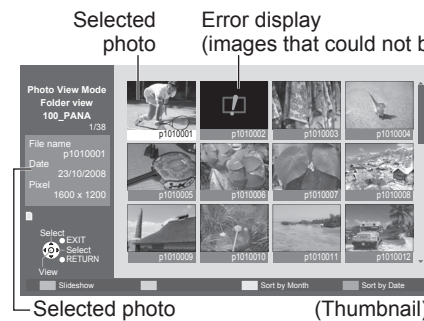 Selected
photo
Error display
(images that could not b
Photo View Mode
Folder view
100_PANA
1/38
File name
p1010001
Date
23/10/2008
Pixel
1600 x 1200
Select
EXIT
Select
RETURN
View
p1010001
p1010002
p1010003
p1010004
p1010005
p1010006
p1010007
p1010008
p1010009
p1010010
p1010011
p1010012
Slideshow
Sort by Month
Sort by Date
Selected photo
(Thumbnail)